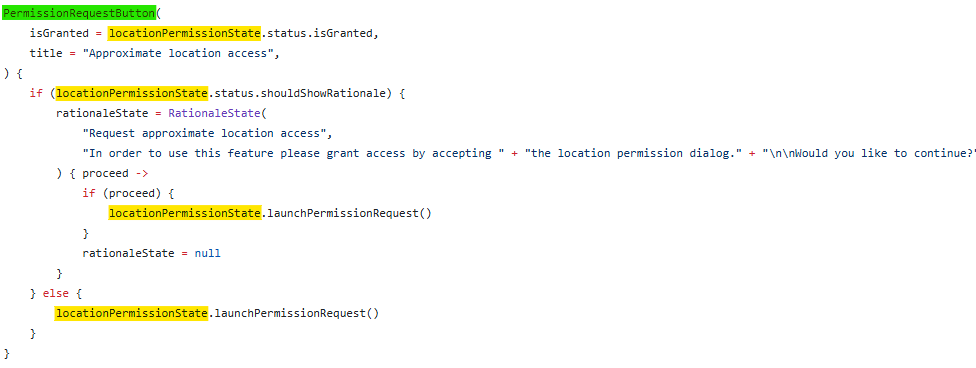 PermissionRequestButton(
    isGranted = locationPermissionState.status.isGranted,
    title = "Approximate location access",
) {
    if (locationPermissionState.status.shouldShowRationale) {
        rationaleState = RationaleState(
            "Request approximate location access",
            "In order to use this feature please grant access by accepting " + "the location permission dialog." + "\n\nWould you like to continue?"
        ) { proceed ->
            if (proceed) {
                locationPermissionState.launchPermissionRequest()
            }
            rationaleState = null
        }
    } else {
        locationPermissionState.launchPermissionRequest()
    }
}